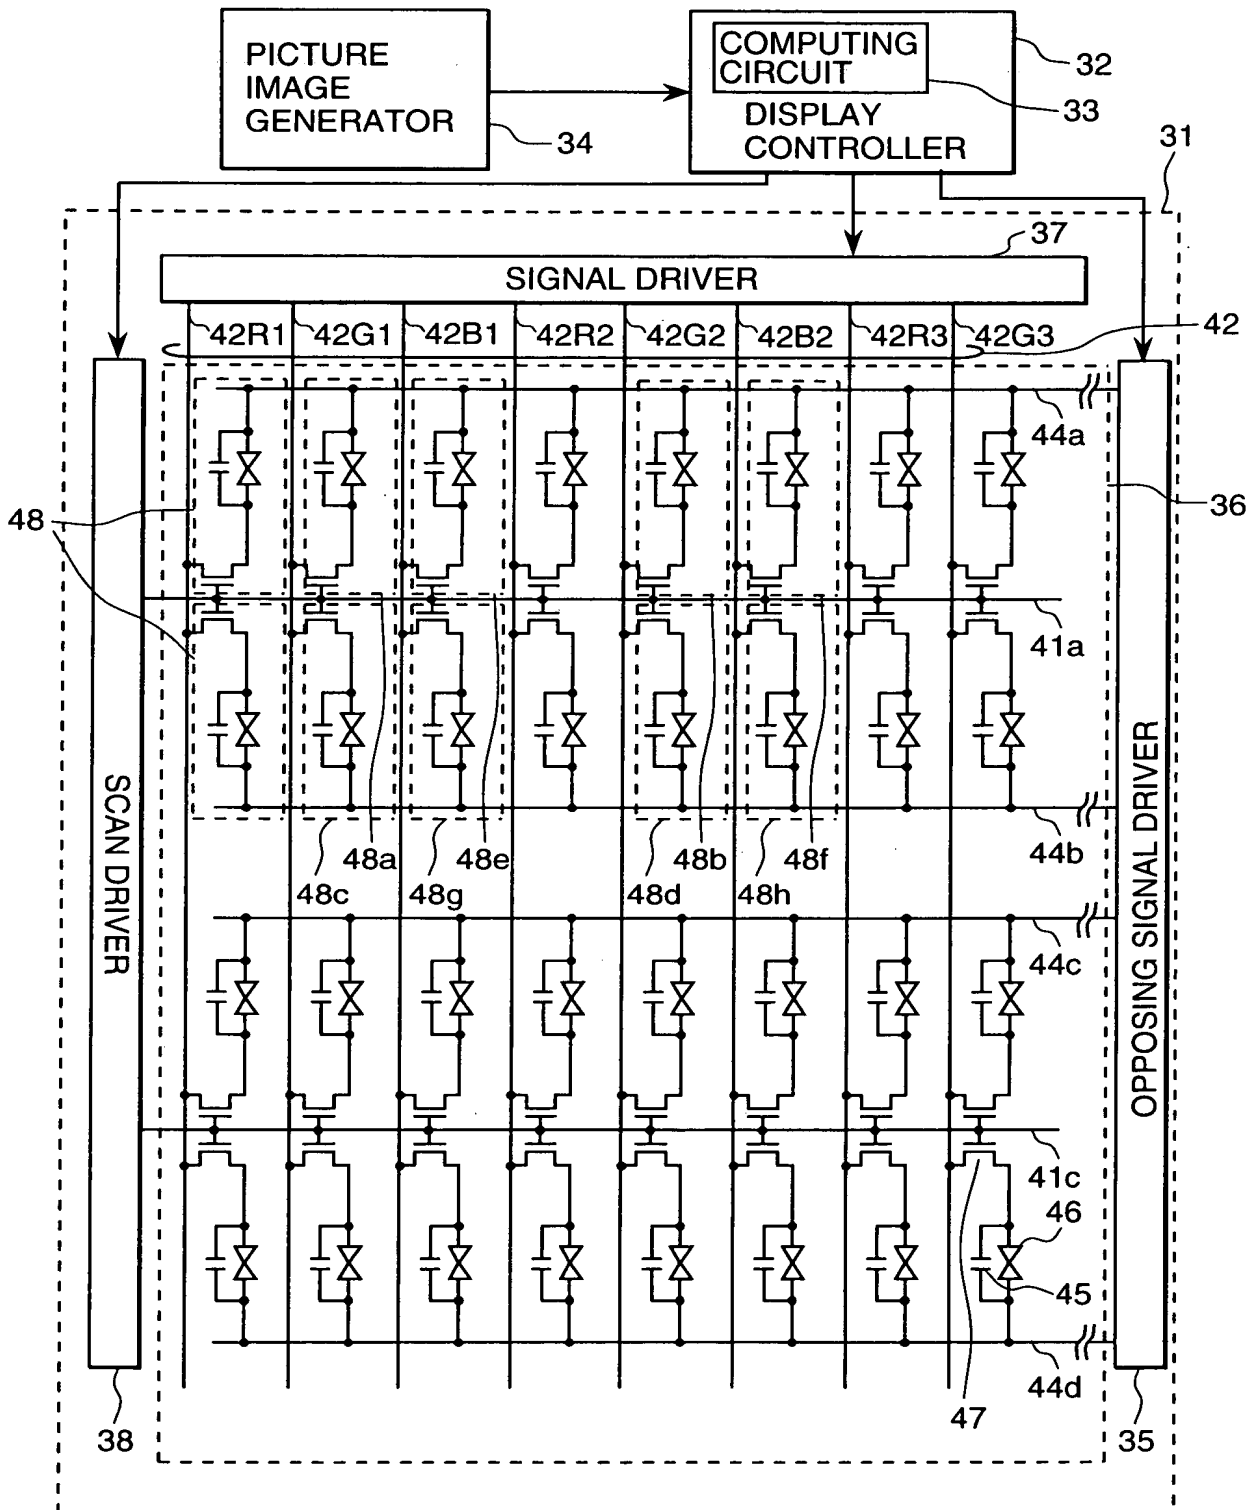 PICTURE
IMAGE
GENERATOR
34
COMPUTING
CIRCUIT
DISPLAY
CONTROLLER
32
33
31
37
SIGNAL DRIVER
42R1
42G1
42B1
42R2
42G2
42B2
42R3
42G3
42
44a
36
48
41a
SCAN DRIVER
OPPOSING SIGNAL DRIVER
48a
48e
48b
48f
44b
48c
48g
48d
48h
44c
41c
46
45
44d
47
38
35